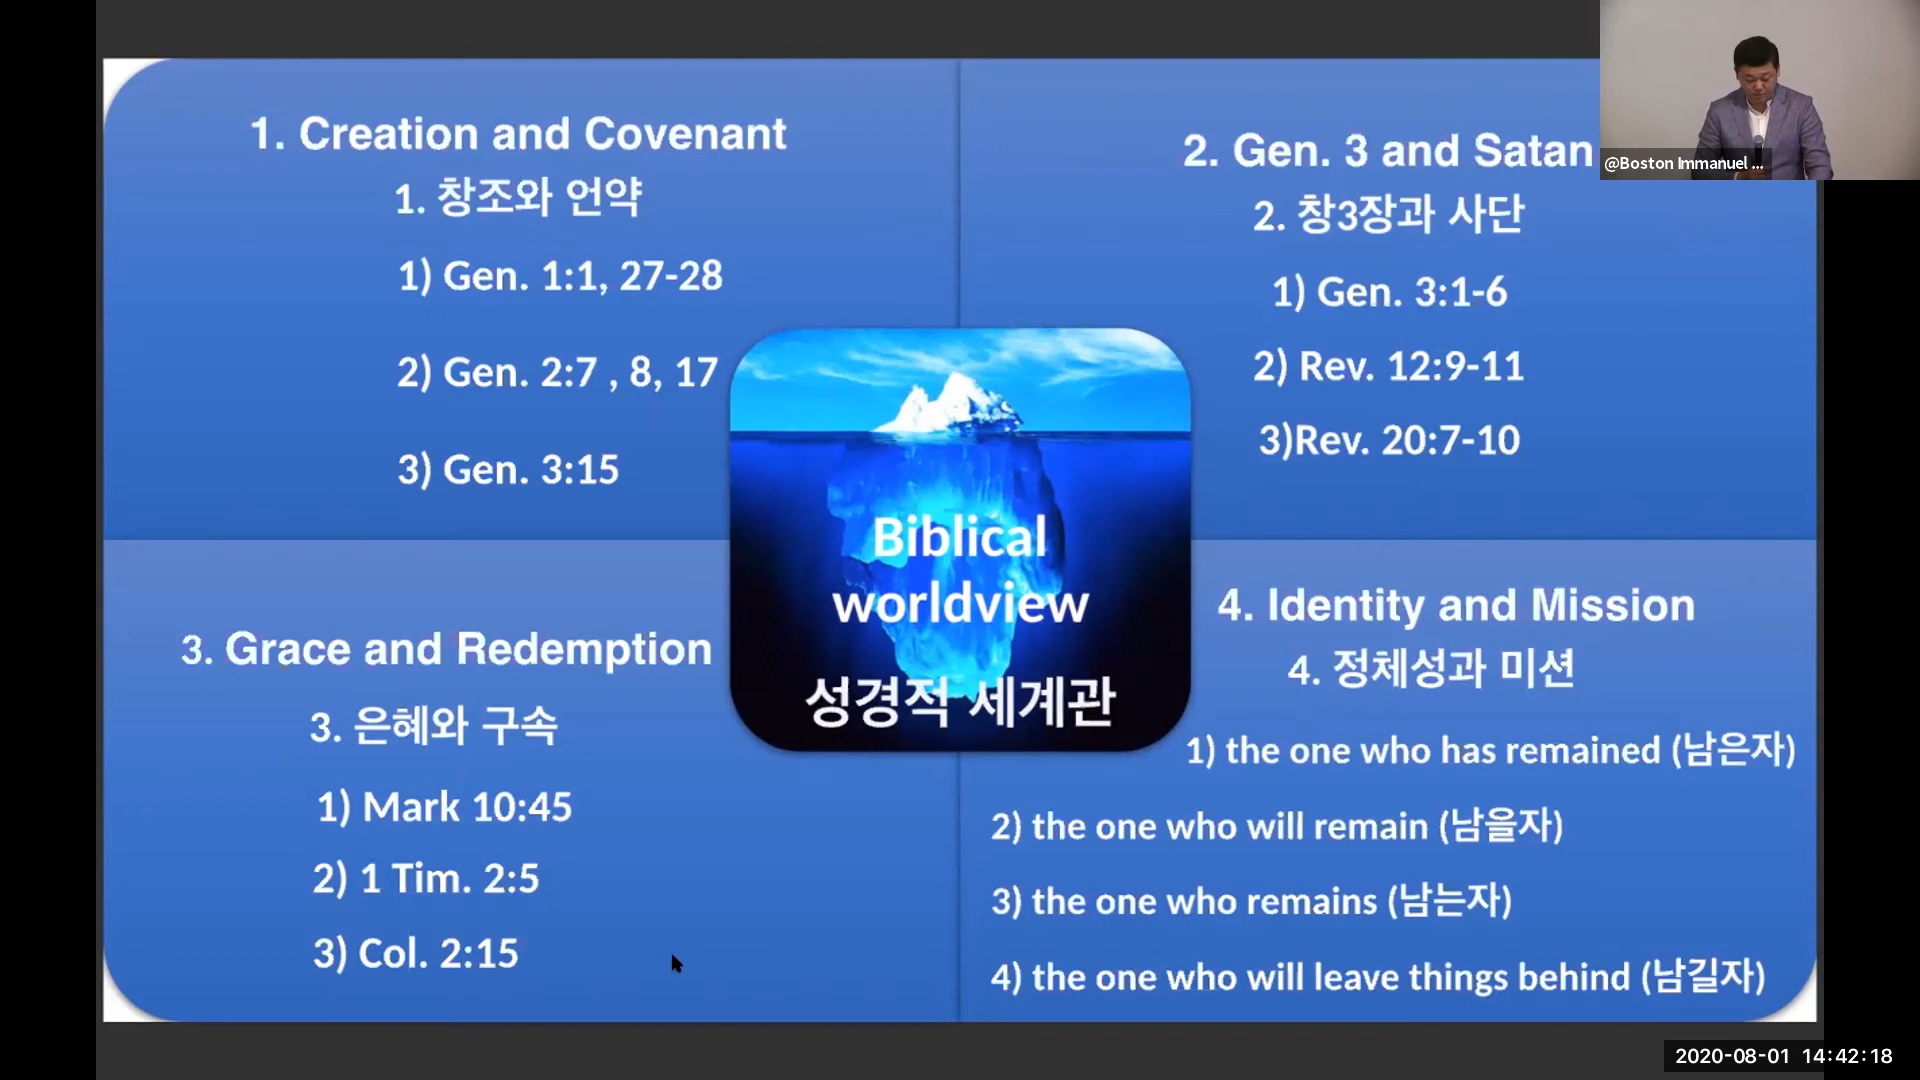 1. Creation and Covenant
1. 창조와 언약
1) Gen. 1:1, 27-28
2) Gen. 2:7 , 8, 17
3) Gen. 3:15
2. Gen. 3 and Satan
2. 창3장과 사단
1) Gen. 3:1-6
2) Rev. 12:9-11
3)Rev. 20:7-10
Biblical
worldview
성경적 세계관
3. Grace and Redemption
3. 은혜와 구속
1) Mark 10:45
2) 1 Tim. 2:5
3) Col. 2:15
4. Identity and Mission
4. 정체성과 미션
1) the one who has remained (남은자)
2) the one who will remain (남을자)
3) the one who remains (남는자)
4) the one who will leave things behind (남길자)
@Boston Immanuel ...
2020-08-01 14:42:18